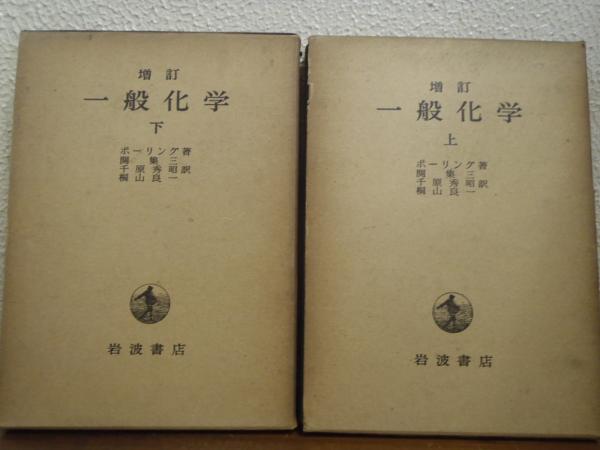 増訂
一般化学
下
ポーリング著
関集三
千原秀昭訳
桐山良一
岩波書店
増訂
一般化学
上
ポーリング著
関集三
千原秀昭訳
桐山良一
岩波書店